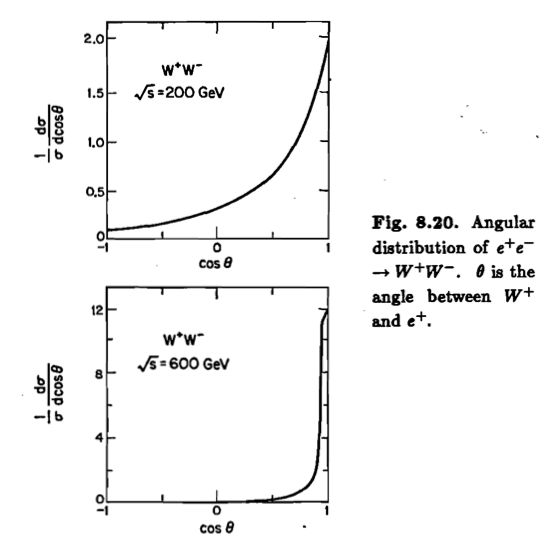 2.0
W⁺W⁻
√s = 200 GeV
1.5
1/σ dσ/dcosθ
1.0
0.5
0
-1 0 1
cos θ
Fig. 8.20. Angular
distribution of e⁺e⁻
→ W⁺W⁻. θ is the
angle between W⁺
and e⁺.
12
W⁺W⁻
√s = 600 GeV
8
1/σ dσ/dcosθ
4
0
-1 0 1
cos θ